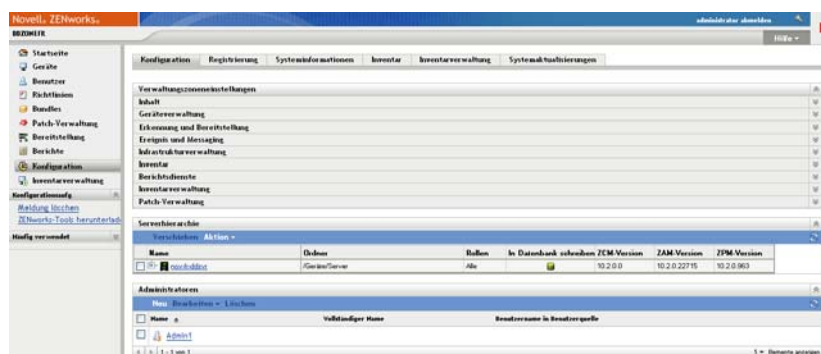 Novell. ZENworks.
administrator abmelden
Hilfe
Startseite
Geräte
Benutzer
Richtlinien
Bundles
Patch-Verwaltung
Bereitstellung
Berichte
Konfiguration
Inventarverwaltung
Meldung löschen
ZENworks-Tools herunterlad
Häufig verwendet
Konfiguration Registrierung Systeminformationen Inventar Inventarverwaltung Systemaktualisierungen
Verwaltungszoneneinstellungen
Inhalt
Geräteverwaltung
Erkennung und Bereitstellung
Ereignis und Messaging
Infrastrukturverwaltung
Inventar
Berichtsdienste
Inventarverwaltung
Patch-Verwaltung
Serverhierarchie
Verschieben Aktion
Name Ordner Rollen In Datenbank schreiben ZCM-Version ZAM-Version ZPM-Version
/Geräte/Server Alle 10.2.0.0 10.2.0.22715 10.2.0.963
Administratoren
Neu Bearbeiten Löschen
Name Vollständiger Name Benutzername in Benutzerquelle
Admin1
1 - 1 von 1
5 Elemente anzeigen